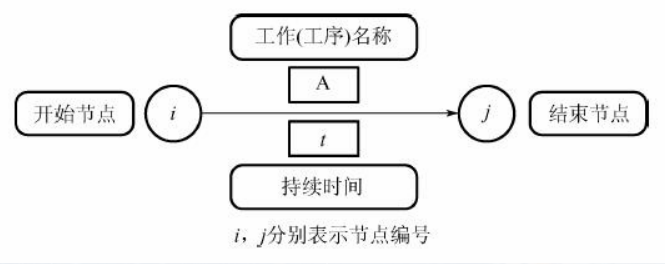 工作(工序)名称
A
开始节点 i j 结束节点
t
持续时间
i，j分别表示节点编号